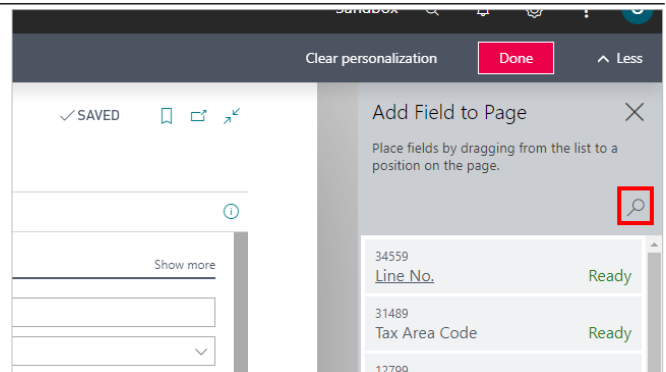 Sandbox
Clear personalization Done Less
SAVED
Add Field to Page
Place fields by dragging from the list to a
position on the page.
Show more
34559
Line No. Ready
31489
Tax Area Code Ready
12799